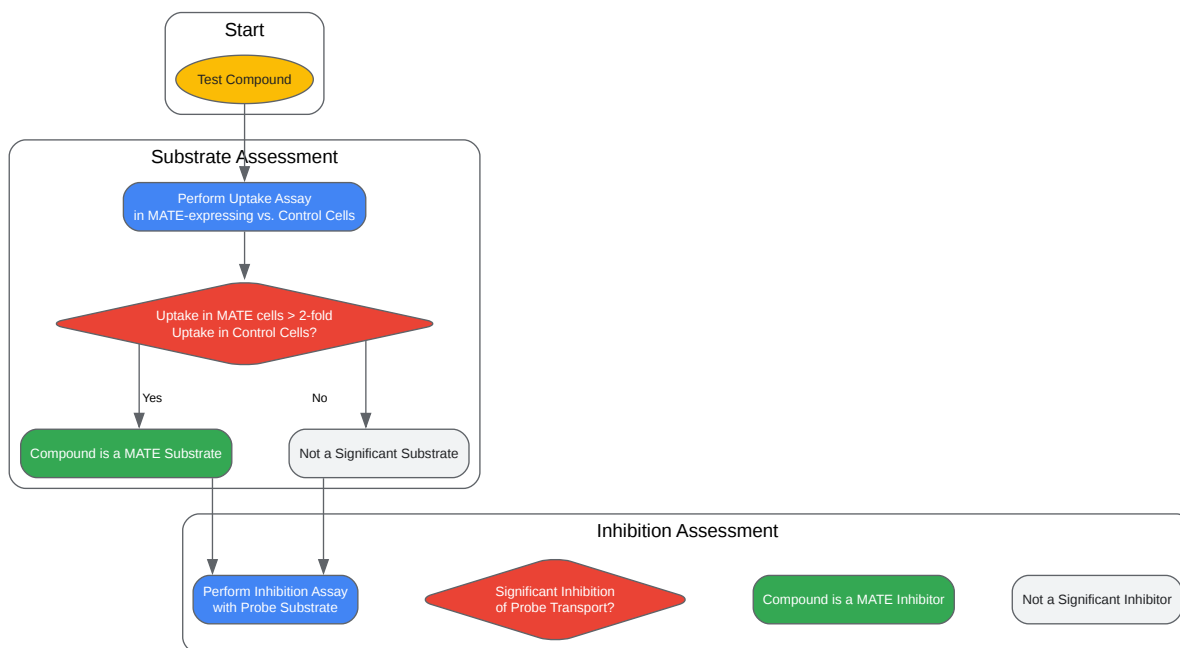 Start
Test Compound
Substrate Assessment
Perform Uptake Assay
in MATE-expressing vs. Control Cells
Uptake in MATE cells > 2-fold
Uptake in Control Cells?
Yes
No
Compound is a MATE Substrate
Not a Significant Substrate
Inhibition Assessment
Perform Inhibition Assay
with Probe Substrate
Significant Inhibition
of Probe Transport?
Compound is a MATE Inhibitor
Not a Significant Inhibitor